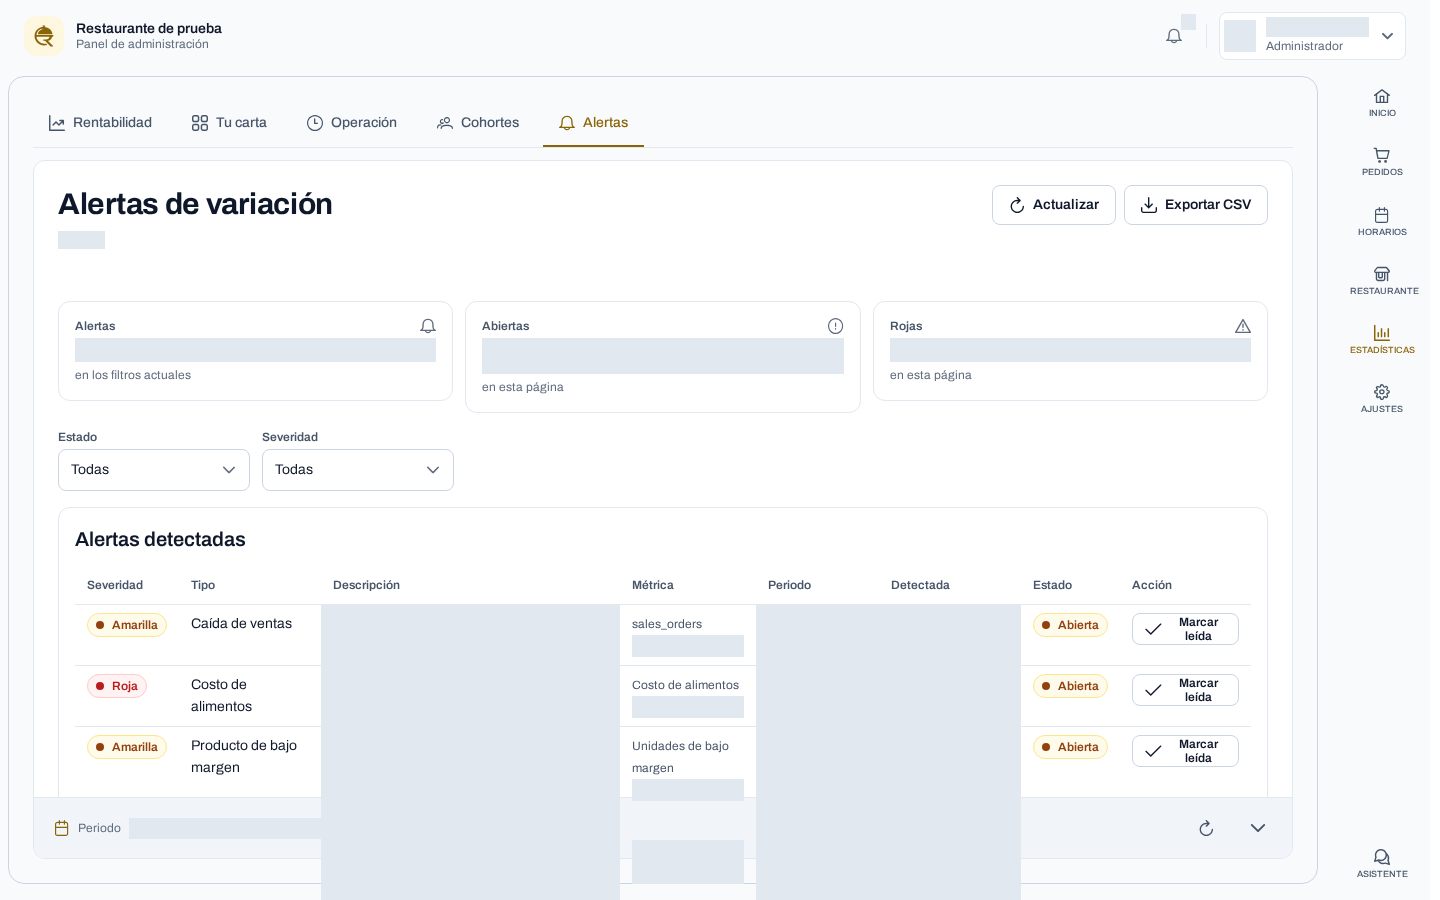 Restaurante de prueba
Panel de administración
Administrador
Rentabilidad
Tu carta
Operación
Cohortes
Alertas
Alertas de variación
Actualizar
Exportar CSV
Alertas
en los filtros actuales
Abiertas
en esta página
Rojas
en esta página
Estado
Todas
Severidad
Todas
Alertas detectadas
Severidad
Tipo
Descripción
Métrica
Periodo
Detectada
Estado
Acción
Amarilla
Caída de ventas
sales_orders
Abierta
Marcar
leída
Roja
Costo de
alimentos
Costo de alimentos
Abierta
Marcar
leída
Amarilla
Producto de bajo
margen
Unidades de bajo
margen
Abierta
Marcar
leída
Periodo
INICIO
PEDIDOS
HORARIOS
RESTAURANTE
ESTADÍSTICAS
AJUSTES
ASISTENTE